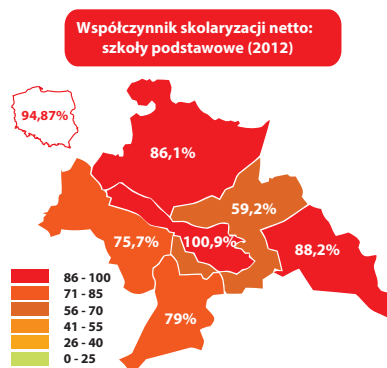 Współczynnik skolaryzacji netto:
szkoły podstawowe (2012)
94,87%
86,1%
59,2%
75,7%
100,9%
88,2%
79%
86 - 100
71 - 85
56 - 70
41 - 55
26 - 40
0 - 25